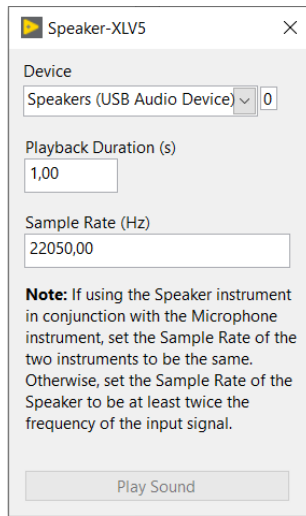 Speaker-XLV5
Device
Speakers (USB Audio Device) 0
Playback Duration (s)
1,00
Sample Rate (Hz)
22050,00
Note: If using the Speaker instrument
in conjunction with the Microphone
instrument, set the Sample Rate of the
two instruments to be the same.
Otherwise, set the Sample Rate of the
Speaker to be at least twice the
frequency of the input signal.
Play Sound